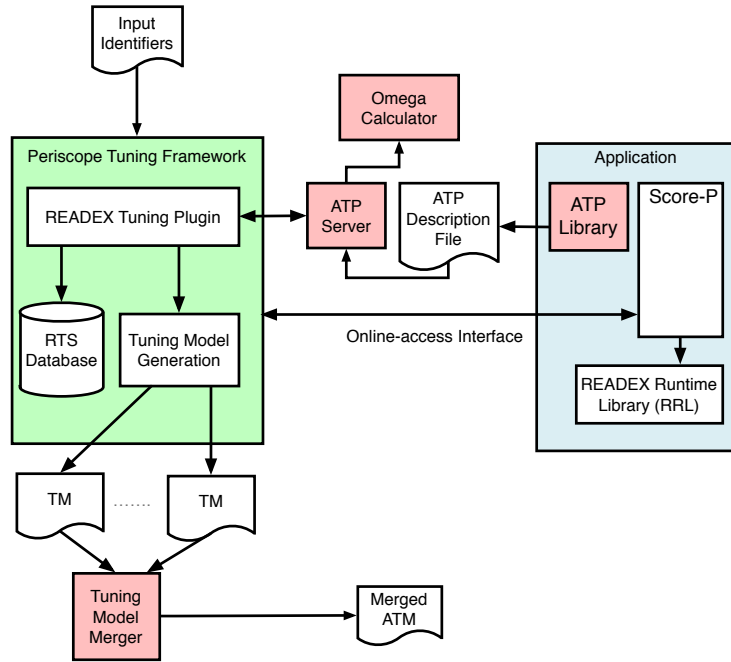 Input
Identifiers
Omega
Calculator
Periscope Tuning Framework
Application
READEX Tuning Plugin
ATP
Server
ATP
Description
File
ATP
Library
Score-P
RTS
Database
Tuning Model
Generation
Online-access Interface
READEX Runtime
Library (RRL)
TM
........
TM
Tuning
Model
Merger
Merged
ATM